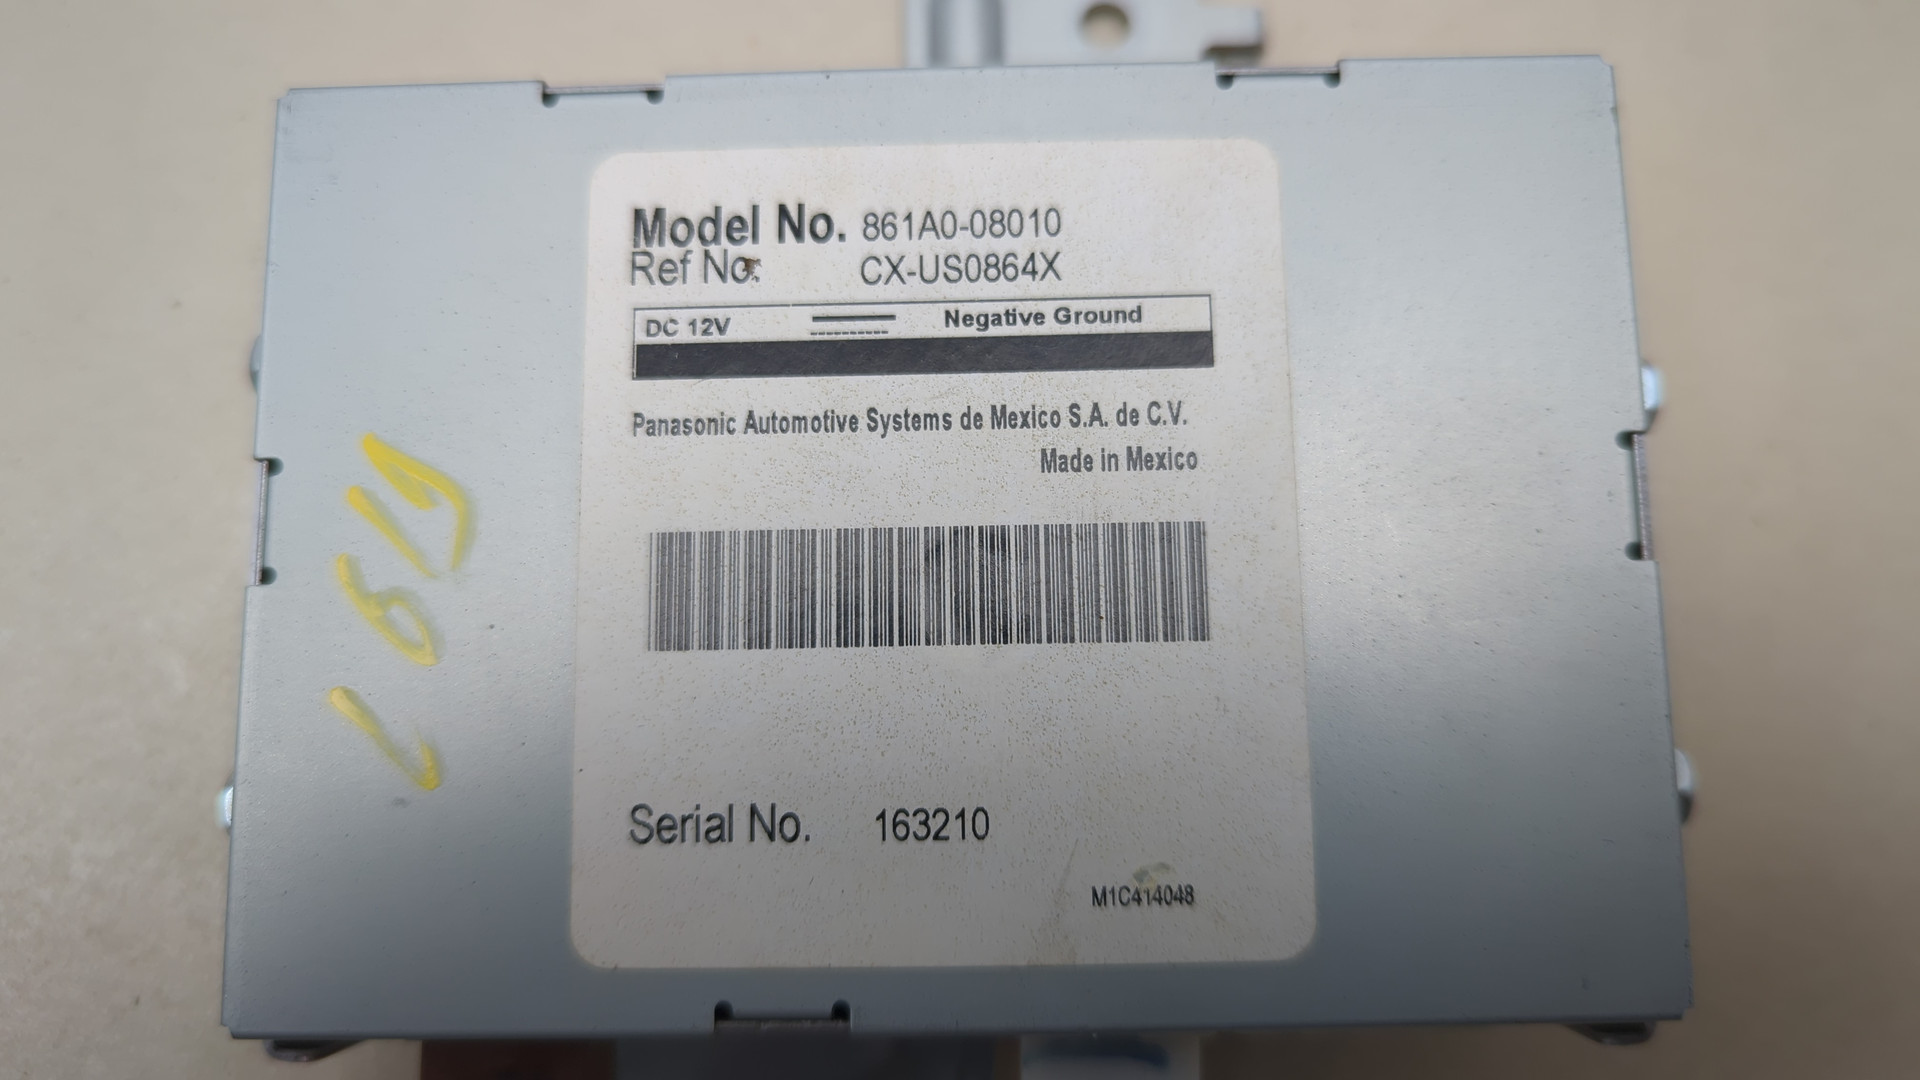 Model No. 861A0-08010
Ref No. CX-US0864X
DC 12V Negative Ground
Panasonic Automotive Systems de Mexico S.A. de C.V.
Made in Mexico
Serial No. 163210
M1C414048